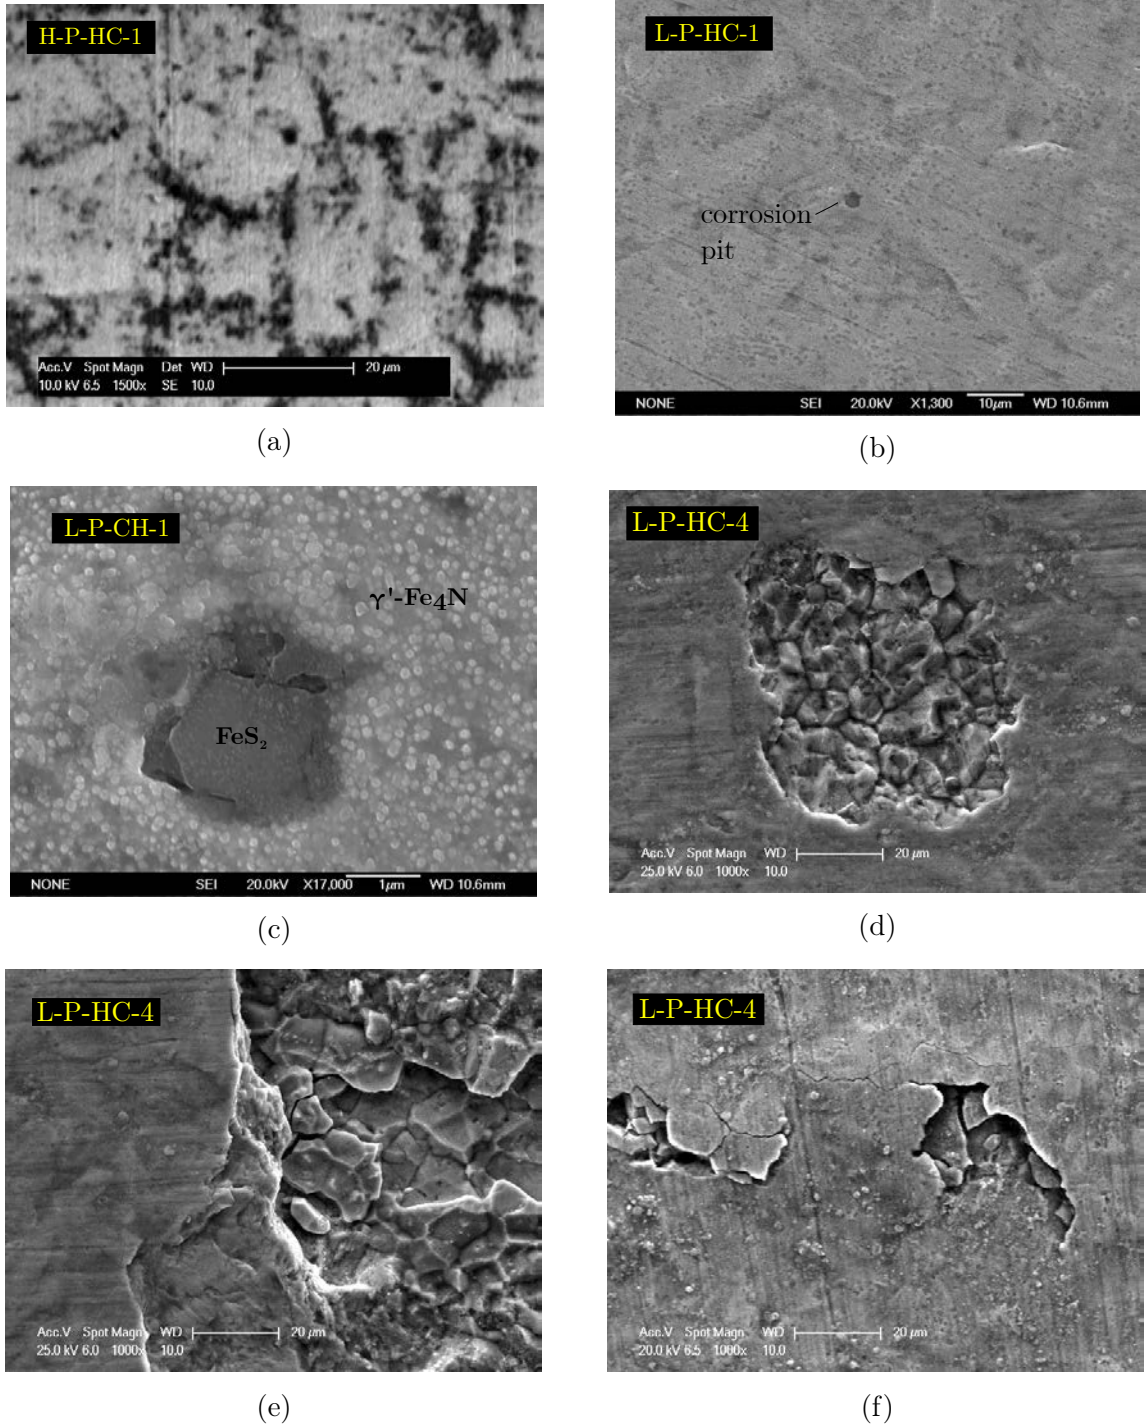 H-P-HC-1
Acc.V Spot Magn Det WD 20 μm
10.0 kV 6.5 1500x SE 10.0
(a)
L-P-HC-1
corrosion
pit
NONE SEI 20.0kV X1,300 10μm WD 10.6mm
(b)
L-P-CH-1
γ'-Fe₄N
FeS₂
NONE SEI 20.0kV X17,000 1μm WD 10.6mm
(c)
L-P-HC-4
Acc.V Spot Magn WD 20 μm
25.0 kV 6.0 1000x 10.0
(d)
L-P-HC-4
Acc.V Spot Magn WD 20 μm
25.0 kV 6.0 1000x 10.0
(e)
L-P-HC-4
Acc.V Spot Magn WD 20 μm
20.0 kV 6.5 1000x 10.0
(f)